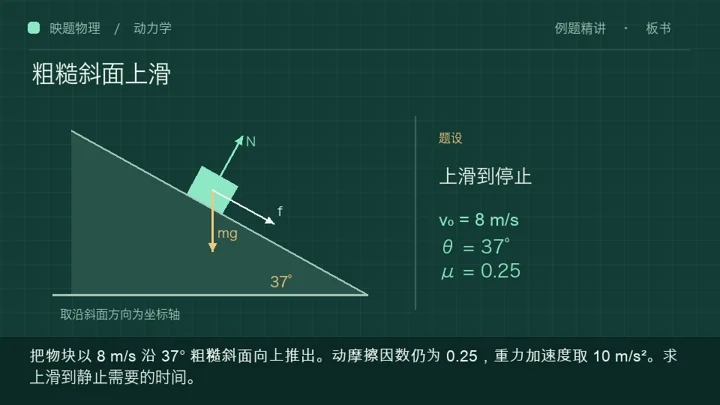 映题物理 / 动力学
例题精讲 · 板书
粗糙斜面上滑
题设
N
上滑到停止
f
v₀ = 8 m/s
mg
θ = 37°
μ = 0.25
37°
取沿斜面方向为坐标轴
把物块以 8 m/s 沿 37° 粗糙斜面向上推出。动摩擦因数仍为 0.25，重力加速度取 10 m/s²。求
上滑到静止需要的时间。